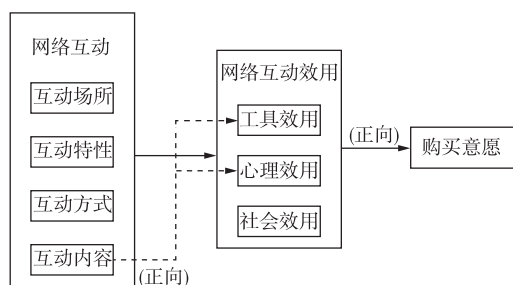 网络互动
互动场所
互动特性
互动方式
互动内容
(正向)
网络互动效用
工具效用
心理效用
社会效用
(正向)
购买意愿